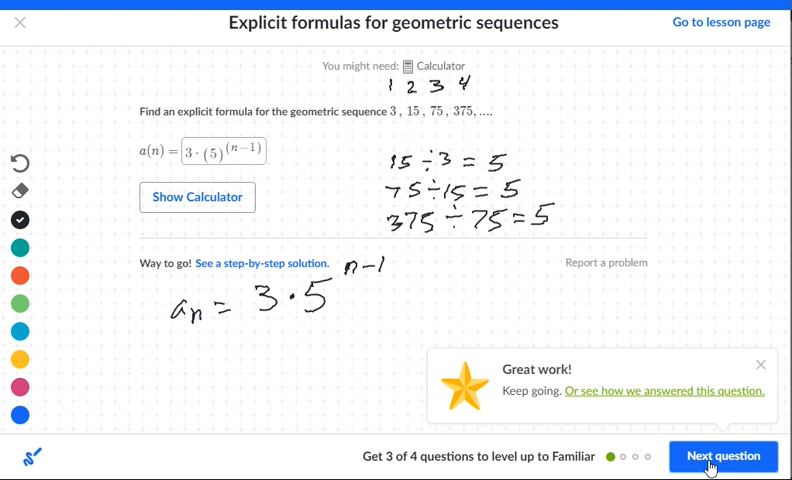 Explicit formulas for geometric sequences
Go to lesson page
You might need: Calculator
1 2 3 4
Find an explicit formula for the geometric sequence 3 , 15 , 75 , 375, ....
a(n) = 3 · (5)^(n−1)
15 ÷ 3 = 5
Show Calculator
75 ÷ 15 = 5
375 ÷ 75 = 5
Way to go! See a step-by-step solution.
Report a problem
aₙ = 3 · 5^n−1
Great work!
Keep going. Or see how we answered this question.
Get 3 of 4 questions to level up to Familiar
Next question